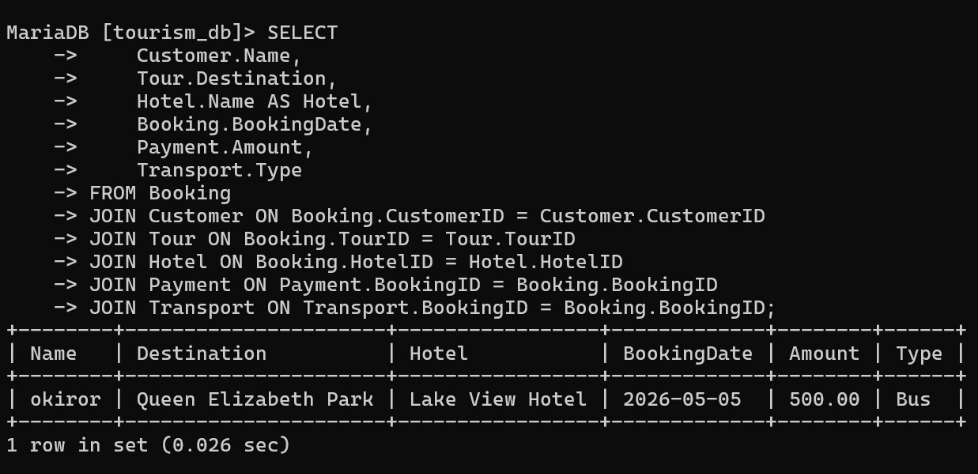 MariaDB [tourism_db]> SELECT
    ->     Customer.Name,
    ->     Tour.Destination,
    ->     Hotel.Name AS Hotel,
    ->     Booking.BookingDate,
    ->     Payment.Amount,
    ->     Transport.Type
    -> FROM Booking
    -> JOIN Customer ON Booking.CustomerID = Customer.CustomerID
    -> JOIN Tour ON Booking.TourID = Tour.TourID
    -> JOIN Hotel ON Booking.HotelID = Hotel.HotelID
    -> JOIN Payment ON Payment.BookingID = Booking.BookingID
    -> JOIN Transport ON Transport.BookingID = Booking.BookingID;
+--------+----------------------+-----------------+-------------+--------+------+
| Name   | Destination          | Hotel           | BookingDate | Amount | Type |
+--------+----------------------+-----------------+-------------+--------+------+
| okiror | Queen Elizabeth Park | Lake View Hotel | 2026-05-05  | 500.00 | Bus  |
+--------+----------------------+-----------------+-------------+--------+------+
1 row in set (0.026 sec)